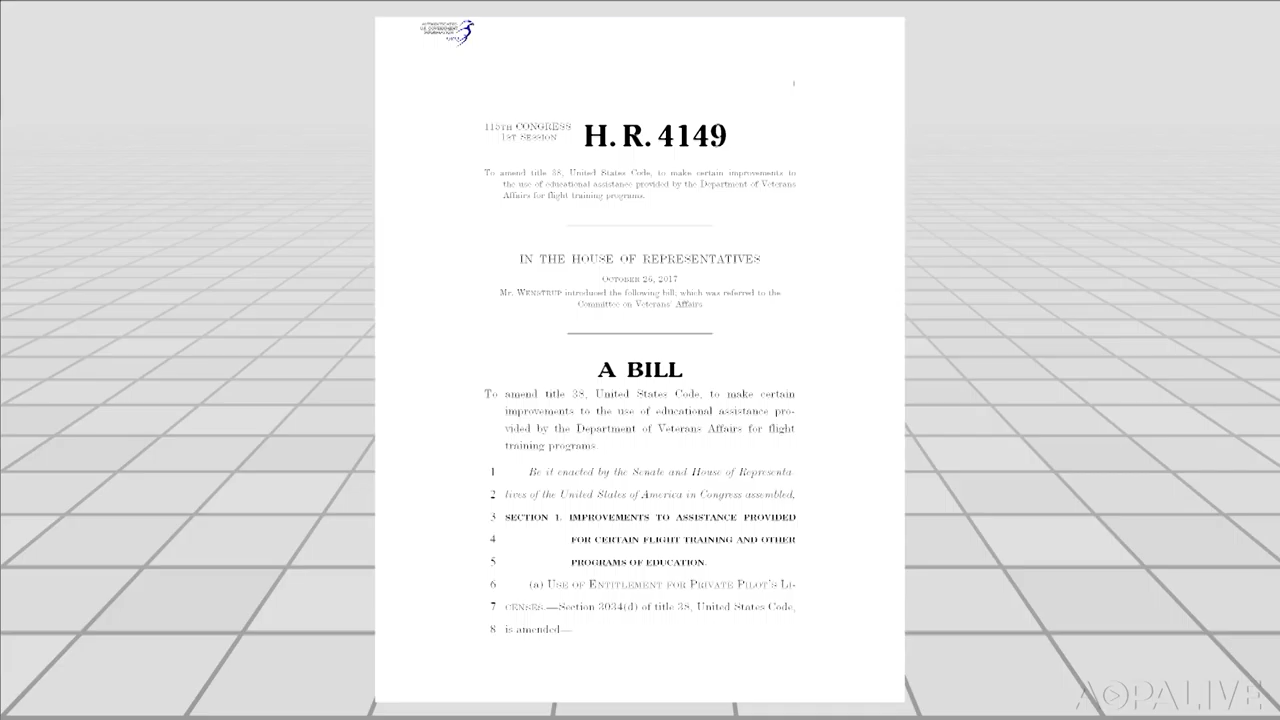 AUTHENTICATED
U.S. GOVERNMENT
INFORMATION
GPO
I
115TH CONGRESS
1ST SESSION
H. R. 4149
To amend title 38, United States Code, to make certain improvements to
the use of educational assistance provided by the Department of Veterans
Affairs for flight training programs.
IN THE HOUSE OF REPRESENTATIVES
OCTOBER 26, 2017
Mr. WENSTRUP introduced the following bill; which was referred to the
Committee on Veterans' Affairs
A BILL
To amend title 38, United States Code, to make certain
improvements to the use of educational assistance pro-
vided by the Department of Veterans Affairs for flight
training programs.
1 Be it enacted by the Senate and House of Representa-
2 tives of the United States of America in Congress assembled,
3 SECTION 1. IMPROVEMENTS TO ASSISTANCE PROVIDED
4 FOR CERTAIN FLIGHT TRAINING AND OTHER
5 PROGRAMS OF EDUCATION.
6 (a) USE OF ENTITLEMENT FOR PRIVATE PILOT'S LI-
7 CENSES.—Section 3034(d) of title 38, United States Code,
8 is amended—
AOPALIVE